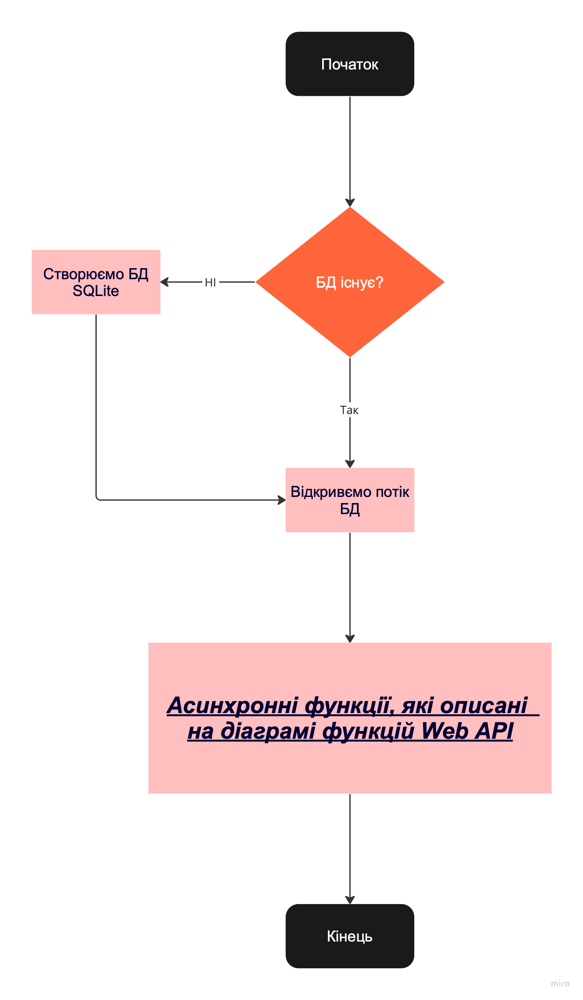 Початок
БД існує?
НІ
Створюємо БД
SQLite
Так
Відкривємо потік
БД
Асинхронні функції, які описані
на діаграмі функцій Web API
Кінець
miro